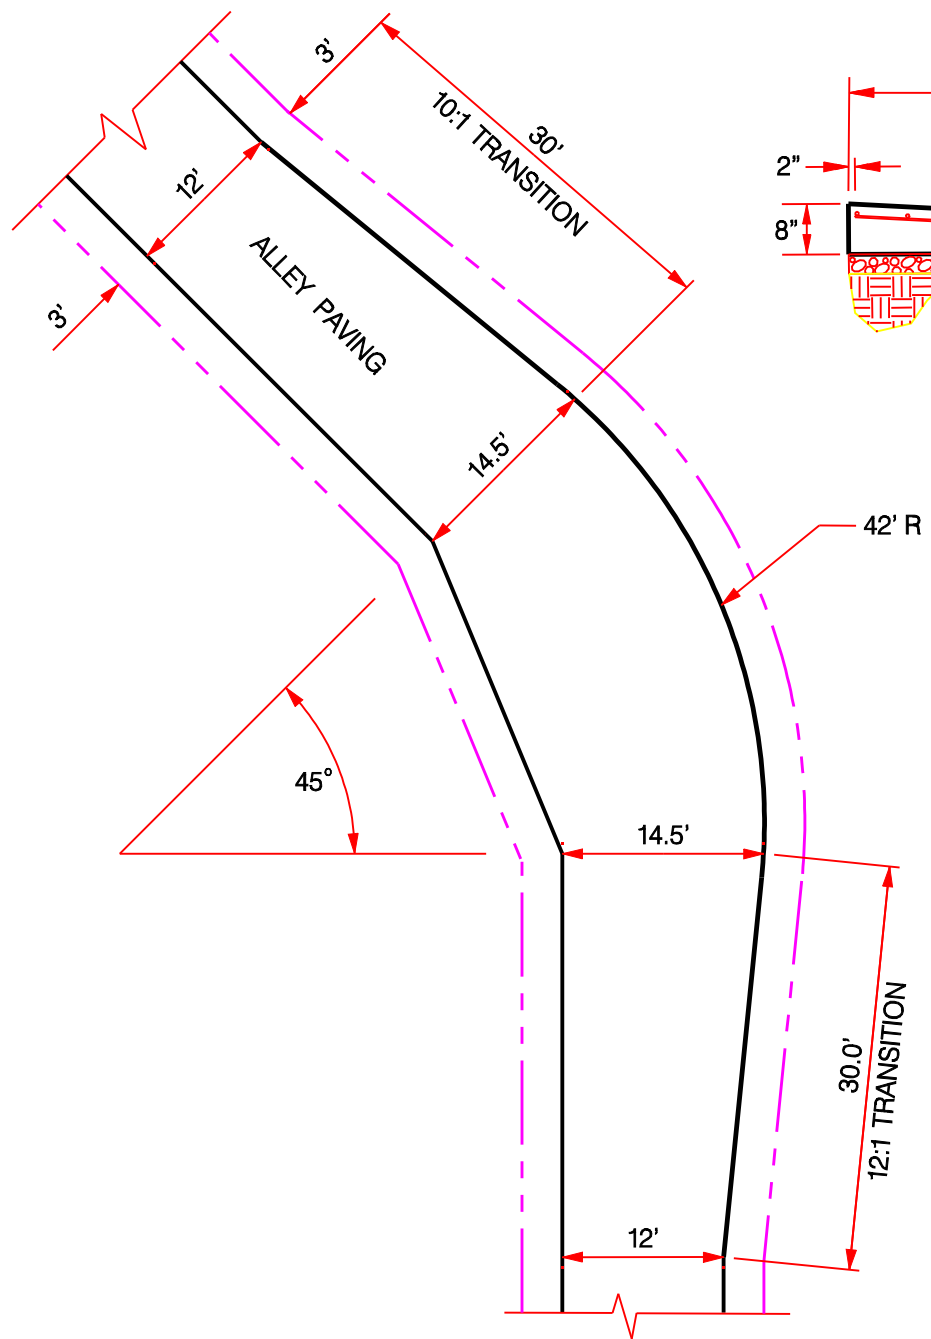 3'
30'
10:1 TRANSITION
12'
2"
8"
ALLEY PAVING
3'
14.5'
42' R
45°
14.5'
30.0'
12:1 TRANSITION
12'